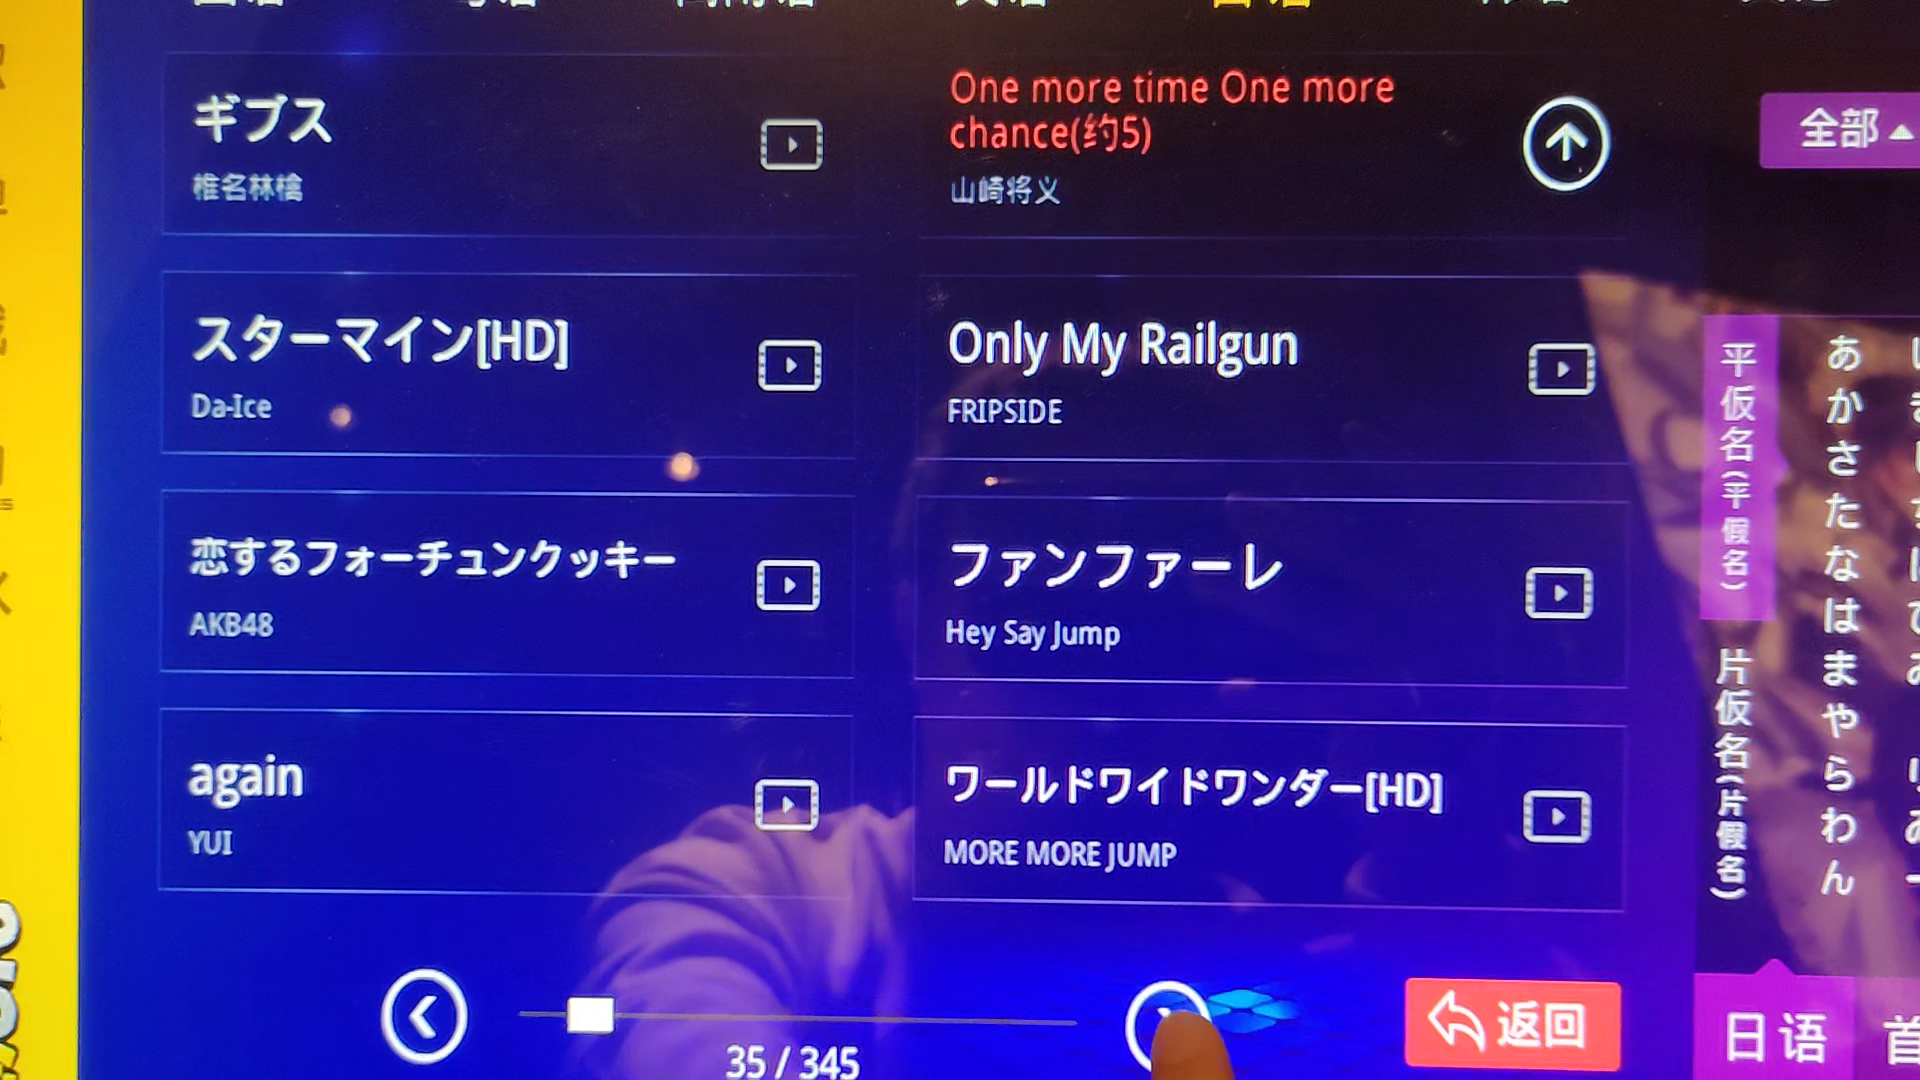 ギブス
椎名林檎
One more time One more
chance(约5)
山崎将义
全部
スターマイン[HD]
Da-Ice
Only My Railgun
FRIPSIDE
恋するフォーチュンクッキー
AKB48
ファンファーレ
Hey Say Jump
again
YUI
ワールドワイドワンダー[HD]
MORE MORE JUMP
平仮名(平假名)
片仮名(片假名)
あかさたなはまやらわん
35 / 345
返回
日语
首